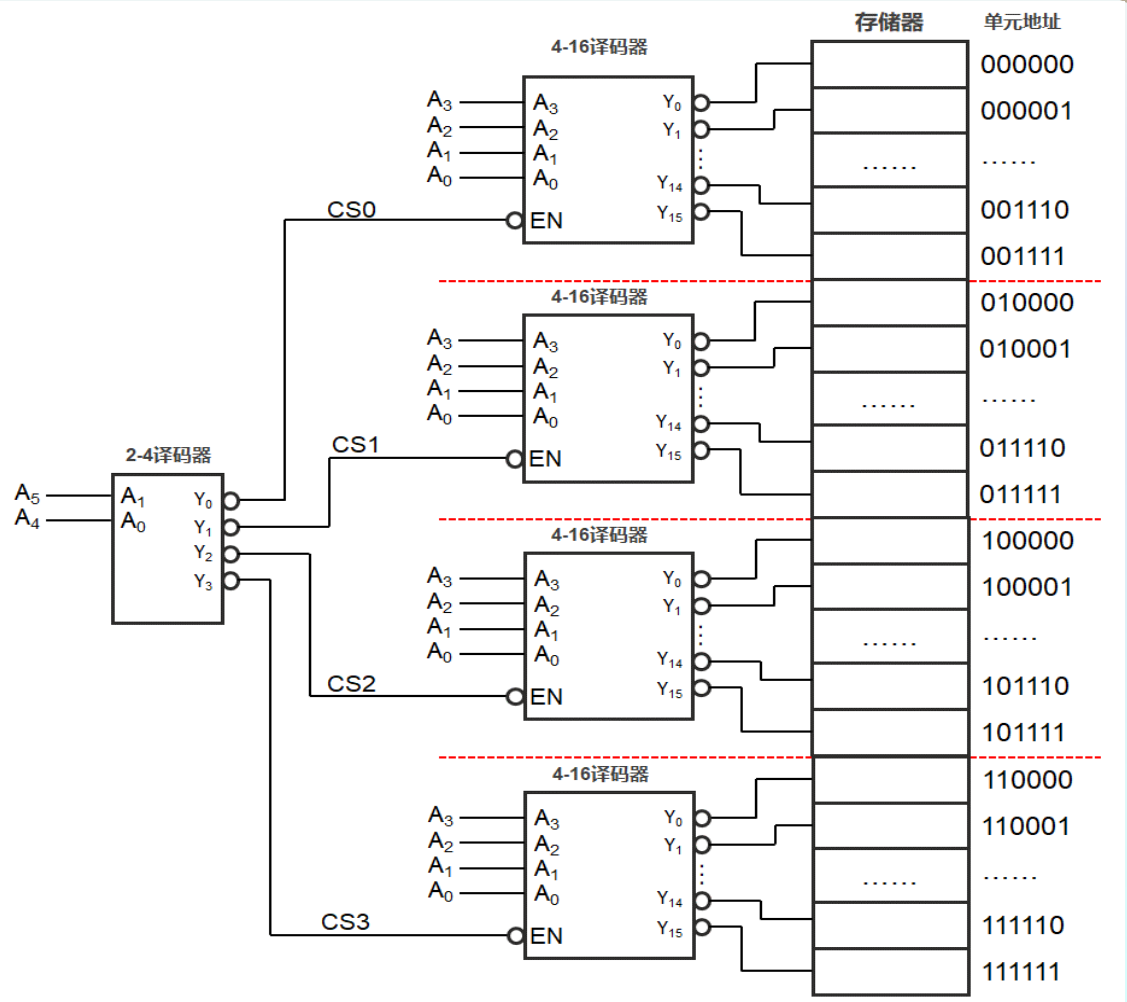 存储器 单元地址
4-16译码器
000000
A3 A3 Y0
000001
A2 A2 Y1
A1 A1 ⋮
...... ......
A0 A0 Y14
001110
CS0 EN Y15
001111
4-16译码器
010000
A3 A3 Y0
010001
A2 A2 Y1
A1 A1 ⋮
...... ......
A0 A0 Y14
011110
CS1 EN Y15
011111
2-4译码器
A5 A1 Y0
A4 A0 Y1
Y2
Y3
4-16译码器
100000
A3 A3 Y0
100001
A2 A2 Y1
A1 A1 ⋮
...... ......
A0 A0 Y14
101110
CS2 EN Y15
101111
4-16译码器
110000
A3 A3 Y0
110001
A2 A2 Y1
A1 A1 ⋮
...... ......
A0 A0 Y14
111110
CS3 EN Y15
111111